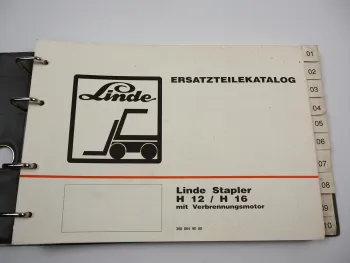 ERSATZTEILEKATALOG
Linde
Linde Stapler
H 12 / H 16
mit Verbrennungsmotor
01
02
03
04
05
06
07
08
09
10